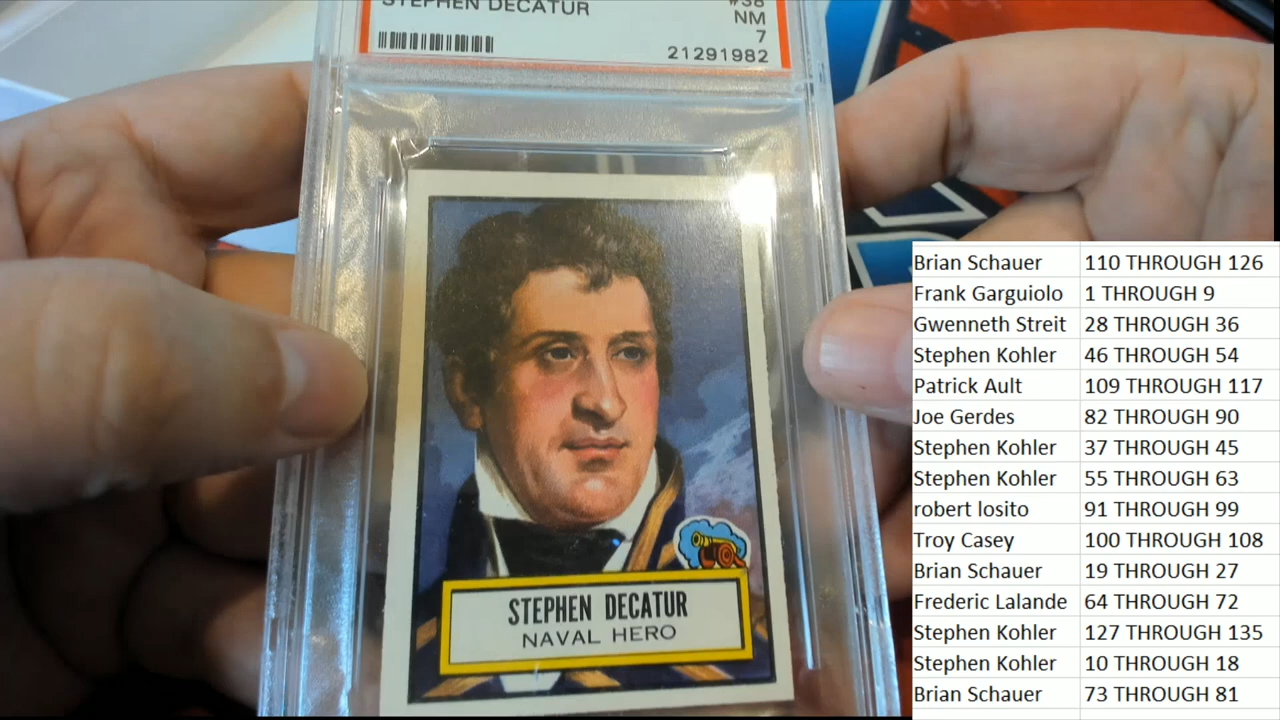 STEPHEN DECATUR
#38
NM
7
21291982
STEPHEN DECATUR
NAVAL HERO
Brian Schauer 110 THROUGH 126
Frank Garguiolo 1 THROUGH 9
Gwenneth Streit 28 THROUGH 36
Stephen Kohler 46 THROUGH 54
Patrick Ault 109 THROUGH 117
Joe Gerdes 82 THROUGH 90
Stephen Kohler 37 THROUGH 45
Stephen Kohler 55 THROUGH 63
robert losito 91 THROUGH 99
Troy Casey 100 THROUGH 108
Brian Schauer 19 THROUGH 27
Frederic Lalande 64 THROUGH 72
Stephen Kohler 127 THROUGH 135
Stephen Kohler 10 THROUGH 18
Brian Schauer 73 THROUGH 81